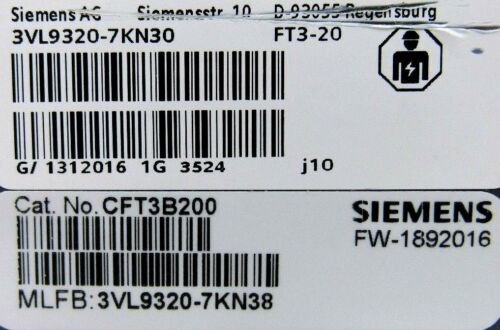 Siemens AG Siemensstr. 10 D-93055 Regensburg
3VL9320-7KN30 FT3-20
G/ 1312016 1G 3524 j10
Cat. No. CFT3B200 SIEMENS
FW-1892016
MLFB: 3VL9320-7KN38